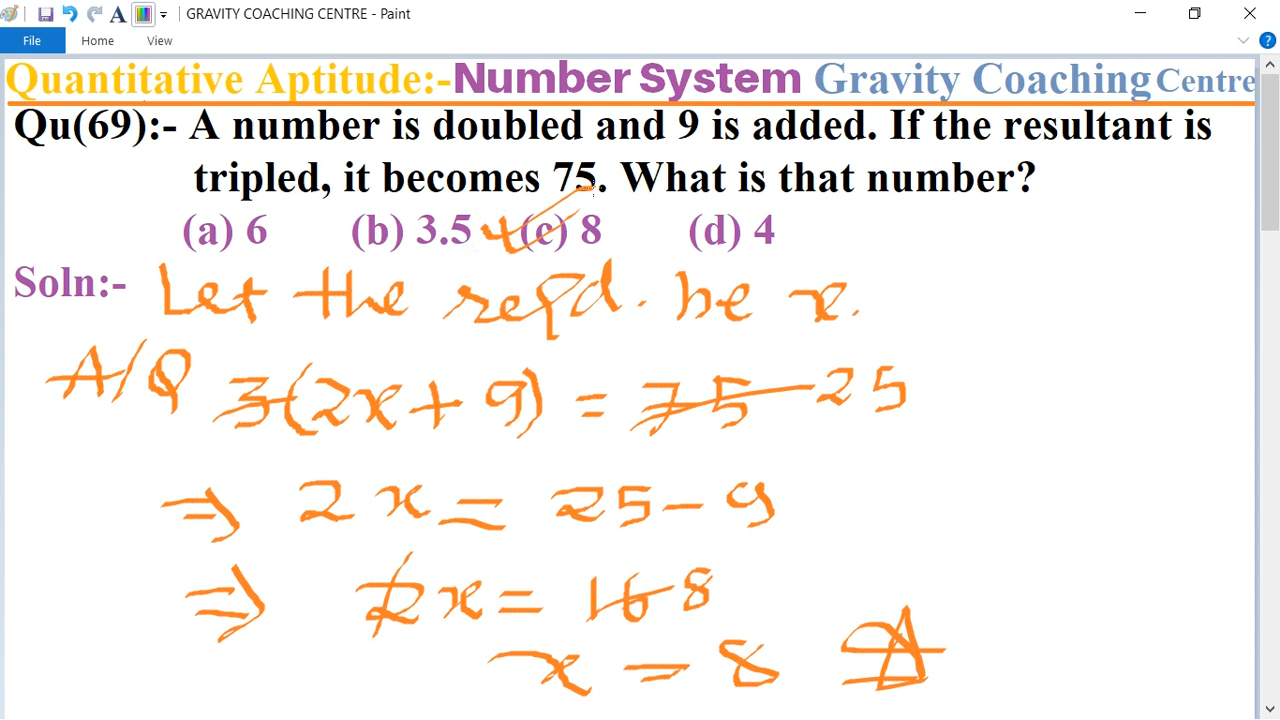 GRAVITY COACHING CENTRE - Paint
File Home View
Quantitative Aptitude:-Number System Gravity Coaching Centre
Qu(69):- A number is doubled and 9 is added. If the resultant is
tripled, it becomes 75. What is that number?
(a) 6 (b) 3.5 (c) 8 (d) 4
Soln:- Let the reqd. be x.
A/Q 3(2x+9) = 75 25
⇒ 2x = 25-9
⇒ 2x = 16 8
x = 8